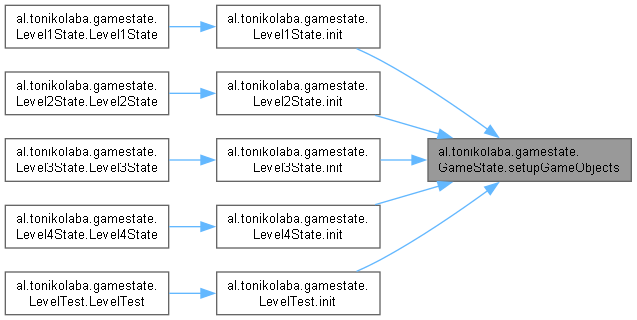 al.tonikolaba.gamestate.
Level1State.Level1State
al.tonikolaba.gamestate.
Level1State.init
al.tonikolaba.gamestate.
Level2State.Level2State
al.tonikolaba.gamestate.
Level2State.init
al.tonikolaba.gamestate.
Level3State.Level3State
al.tonikolaba.gamestate.
Level3State.init
al.tonikolaba.gamestate.
GameState.setupGameObjects
al.tonikolaba.gamestate.
Level4State.Level4State
al.tonikolaba.gamestate.
Level4State.init
al.tonikolaba.gamestate.
LevelTest.LevelTest
al.tonikolaba.gamestate.
LevelTest.init